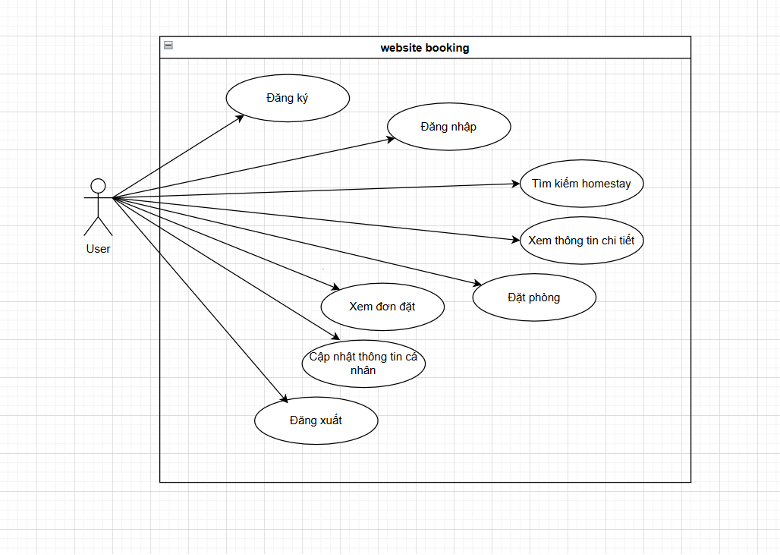 website booking
Đăng ký
Đăng nhập
Tìm kiếm homestay
User
Xem thông tin chi tiết
Đặt phòng
Xem đơn đặt
Cập nhật thông tin cá
nhân
Đăng xuất